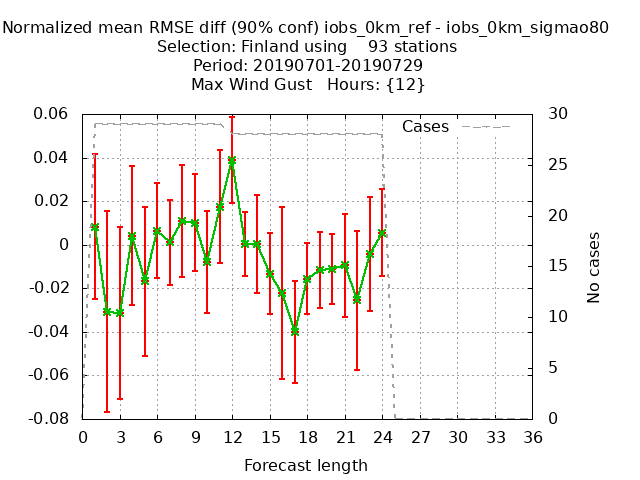 Normalized mean RMSE diff (90% conf) iobs_0km_ref - iobs_0km_sigmao80
Selection: Finland using    93 stations
Period: 20190701-20190729
Max Wind Gust   Hours: {12}
Cases
0.06
0.04
0.02
0
-0.02
-0.04
-0.06
-0.08
30
25
20
15
10
5
0
No cases
0 3 6 9 12 15 18 21 24 27 30 33 36
Forecast length